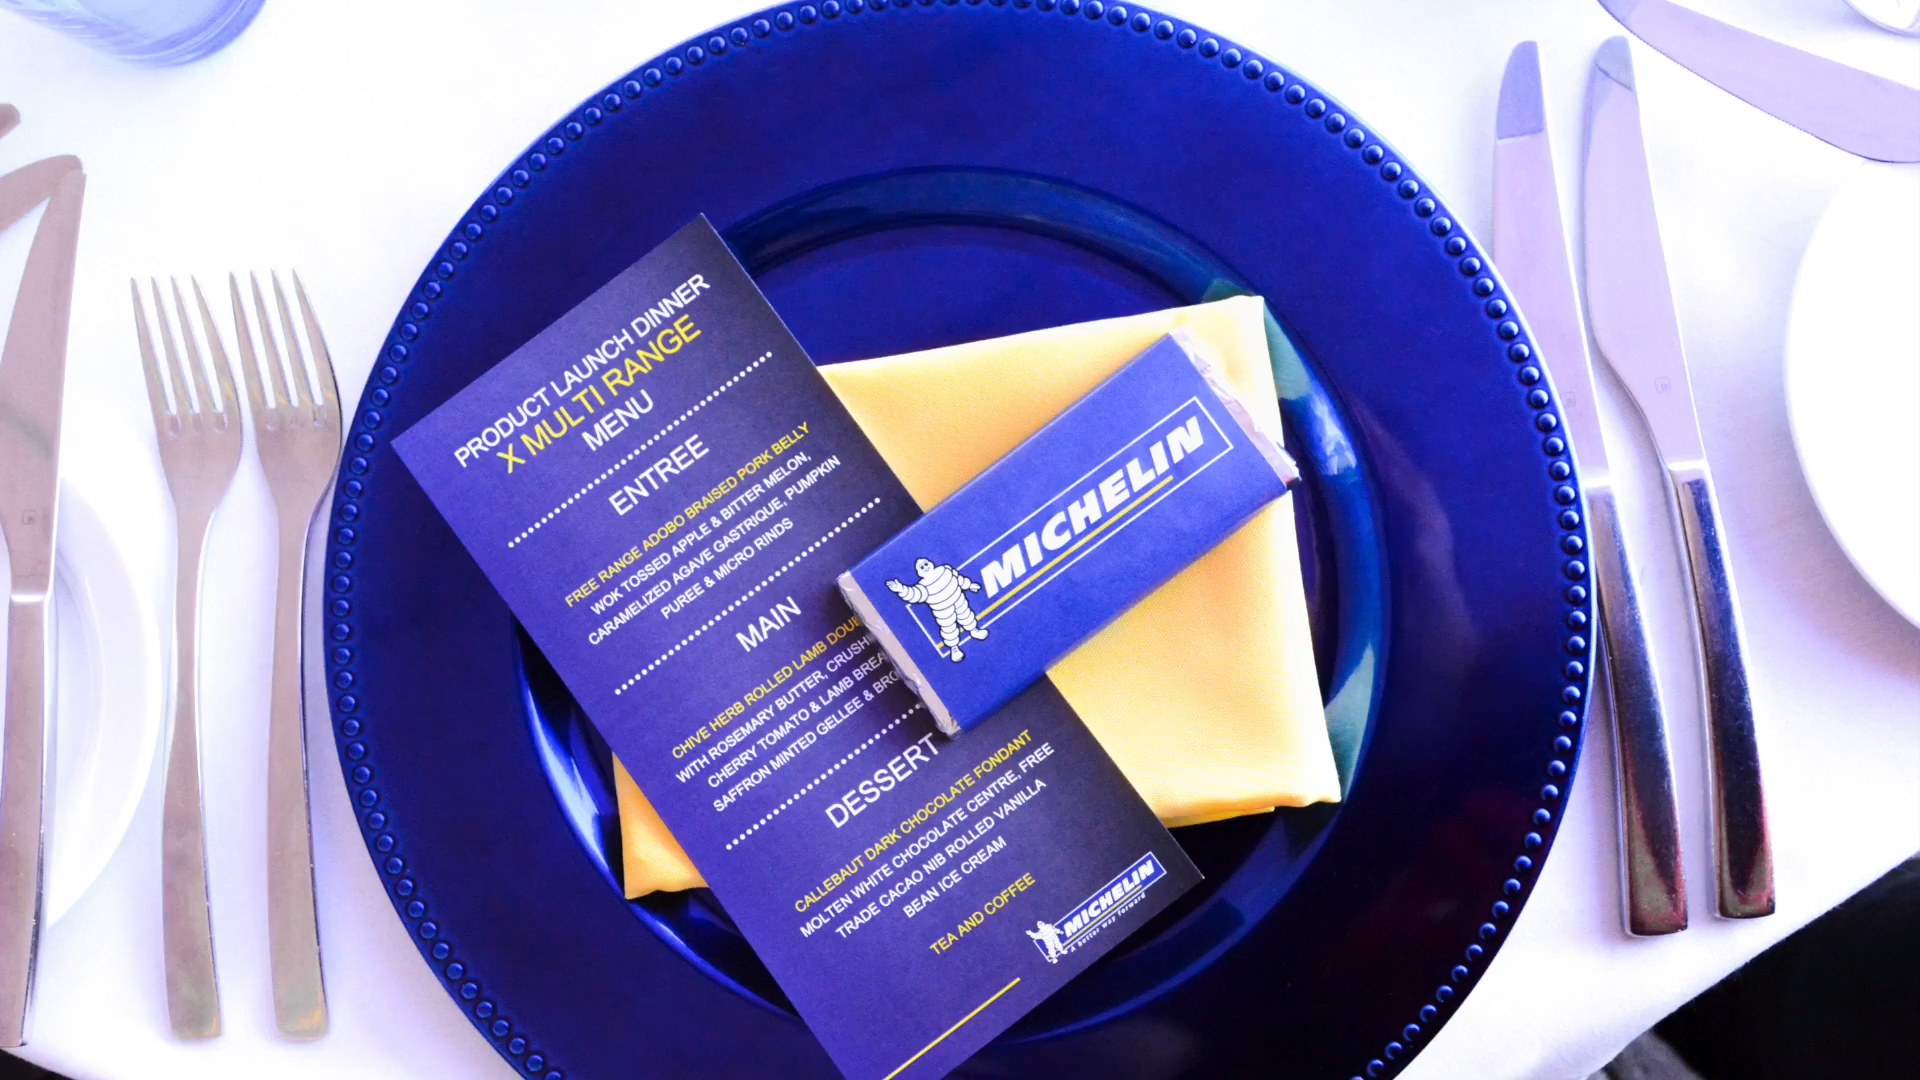 PRODUCT LAUNCH DINNER
X MULTI RANGE
MENU
ENTREE
FREE RANGE ADOBO BRAISED PORK BELLY
WOK TOSSED APPLE & BITTER MELON,
CARAMELIZED AGAVE GASTRIQUE, PUMPKIN
PUREE & MICRO RINDS
MAIN
CHIVE HERB ROLLED LAMB
WITH ROSEMARY BUTTER,
CHERRY TOMATO & LAMB
SAFFRON MINTED GELLEE &
DESSERT
CALLEBAUT DARK CHOCOLATE FONDANT
MOLTEN WHITE CHOCOLATE CENTRE, FREE
TRADE CACAO NIB ROLLED VANILLA
BEAN ICE CREAM
TEA AND COFFEE
MICHELIN
A better way forward
MICHELIN